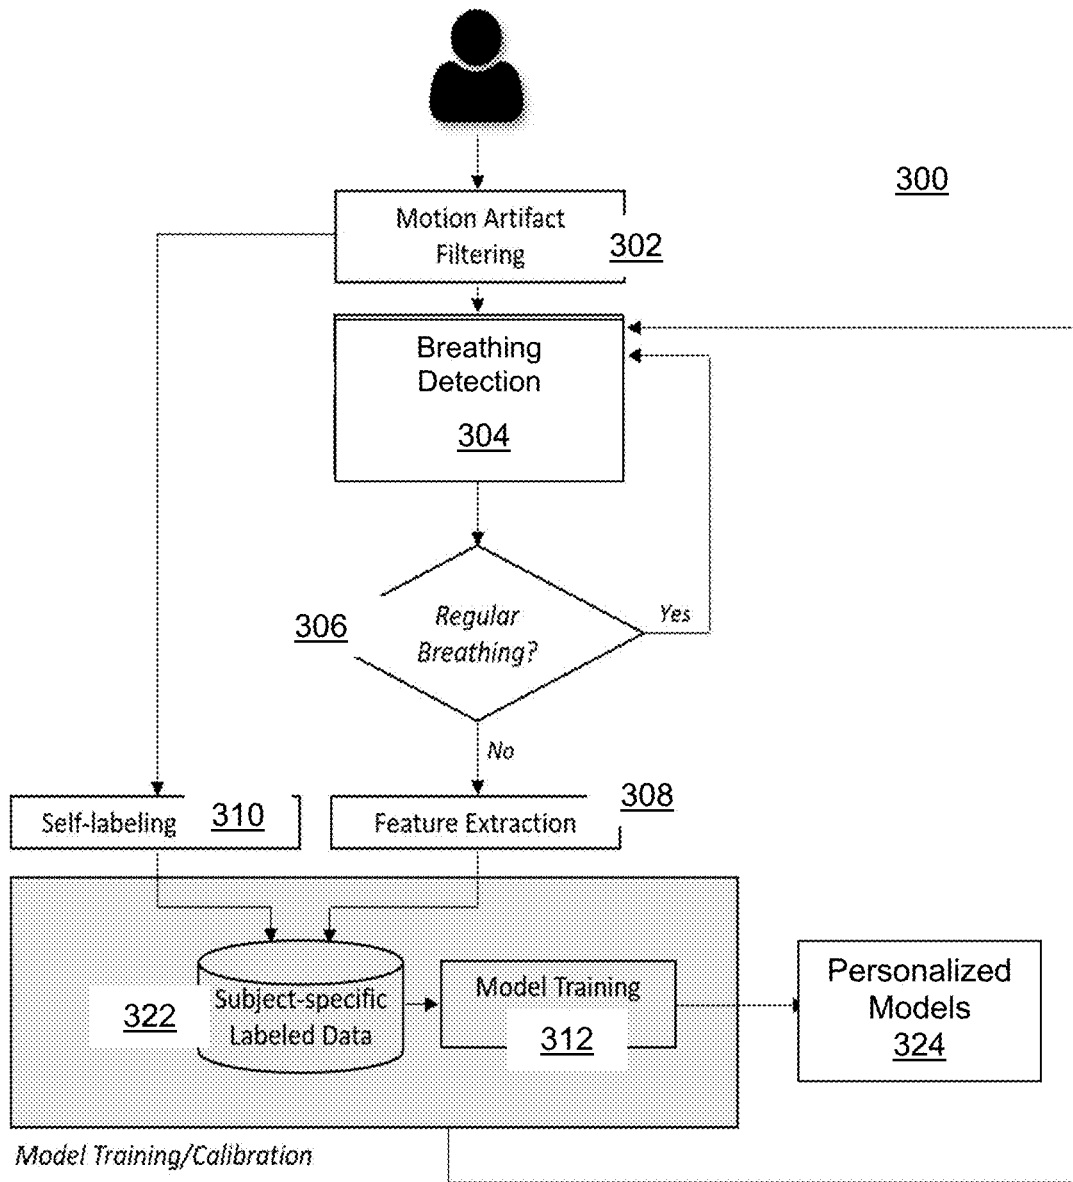 300
Motion Artifact
Filtering
302
Breathing
Detection
304
306
Regular
Breathing?
Yes
No
310
Self-labeling
308
Feature Extraction
322
Subject-specific
Labeled Data
Model Training
312
Personalized
Models
324
Model Training/Calibration